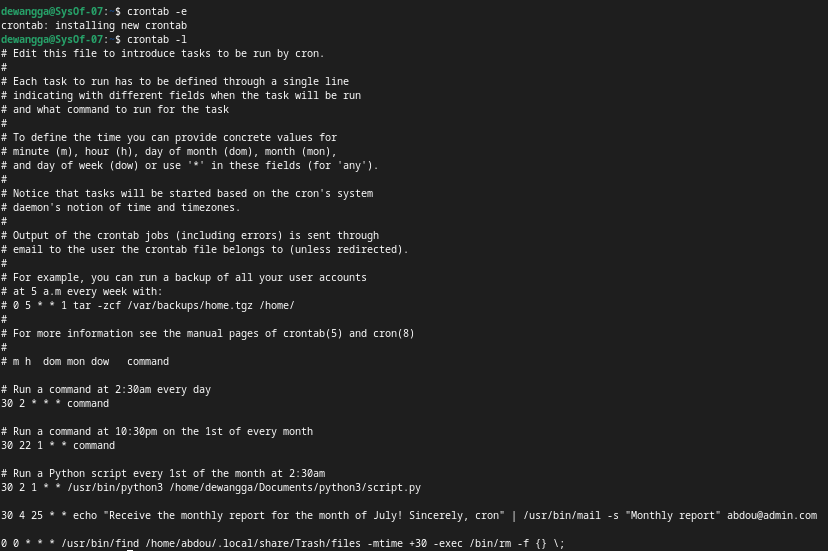 dewangga@SysOf-07: $ crontab -e
crontab: installing new crontab
dewangga@SysOf-07: $ crontab -l
# Edit this file to introduce tasks to be run by cron.
#
# Each task to run has to be defined through a single line
# indicating with different fields when the task will be run
# and what command to run for the task
#
# To define the time you can provide concrete values for
# minute (m), hour (h), day of month (dom), month (mon),
# and day of week (dow) or use '*' in these fields (for 'any').
#
# Notice that tasks will be started based on the cron's system
# daemon's notion of time and timezones.
#
# Output of the crontab jobs (including errors) is sent through
# email to the user the crontab file belongs to (unless redirected).
#
# For example, you can run a backup of all your user accounts
# at 5 a.m every week with:
# 0 5 * * 1 tar -zcf /var/backups/home.tgz /home/
#
# For more information see the manual pages of crontab(5) and cron(8)
#
# m h  dom mon dow   command

# Run a command at 2:30am every day
30 2 * * * command

# Run a command at 10:30pm on the 1st of every month
30 22 1 * * command

# Run a Python script every 1st of the month at 2:30am
30 2 1 * * /usr/bin/python3 /home/dewangga/Documents/python3/script.py

30 4 25 * * echo "Receive the monthly report for the month of July! Sincerely, cron" | /usr/bin/mail -s "Monthly report" abdou@admin.com

0 0 * * * /usr/bin/find /home/abdou/.local/share/Trash/files -mtime +30 -exec /bin/rm -f {} \;